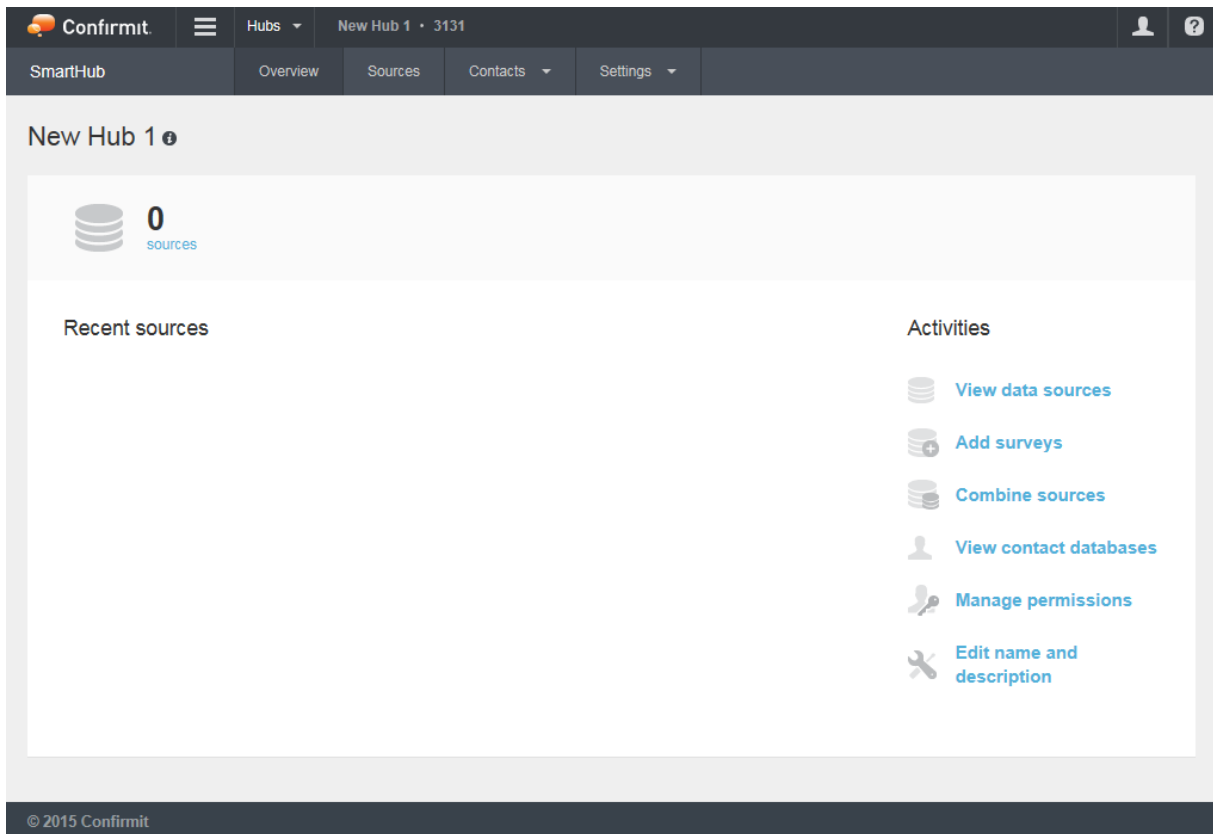 Confirmit. Hubs New Hub 1 • 3131 ?
SmartHub Overview Sources Contacts Settings
New Hub 1 i
0
sources
Recent sources
Activities
View data sources
Add surveys
Combine sources
View contact databases
Manage permissions
Edit name and
description
© 2015 Confirmit